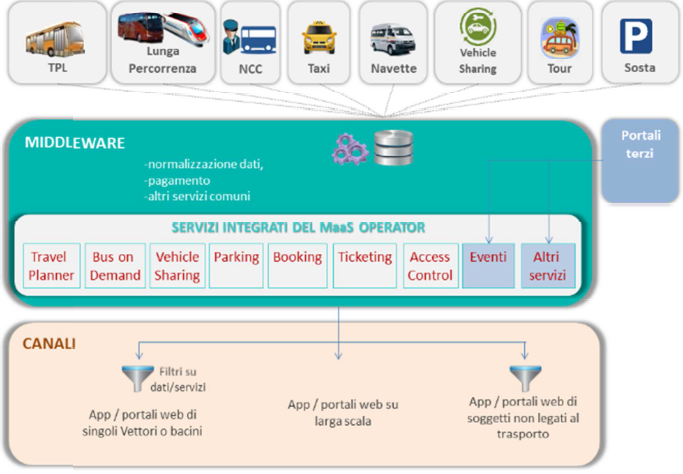 TPL
Lunga
Percorrenza
NCC
Taxi
Navette
Vehicle
Sharing
Tour
P
Sosta
MIDDLEWARE
-normalizzazione dati,
-pagamento
-altri servizi comuni
Portali
terzi
SERVIZI INTEGRATI DEL MaaS OPERATOR
Travel
Planner
Bus on
Demand
Vehicle
Sharing
Parking
Booking
Ticketing
Access
Control
Eventi
Altri
servizi
CANALI
Filtri su
dati/servizi
App / portali web di
singoli Vettori o bacini
App / portali web su
larga scala
App / portali web di
soggetti non legati al
trasporto